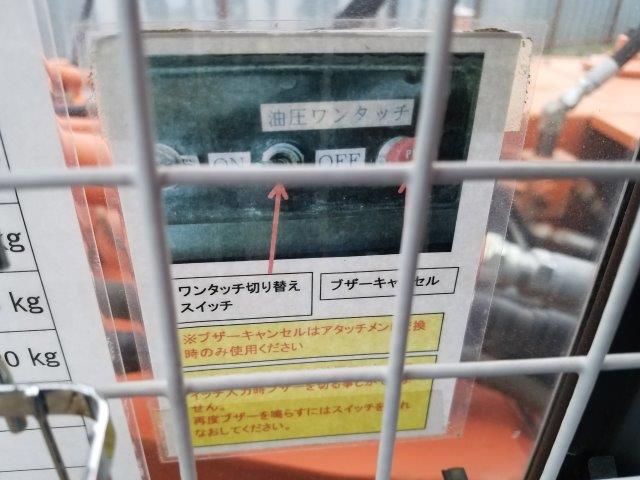 油圧ワンタッチ
ON OFF
ワンタッチ切り替え
スイッチ
ブザーキャンセル
※ブザーキャンセルはアタッチメント交換
時のみ使用ください
せん。
再度ブザーを鳴らすにはスイッチを
なおしてください。
kg
kg
0 kg